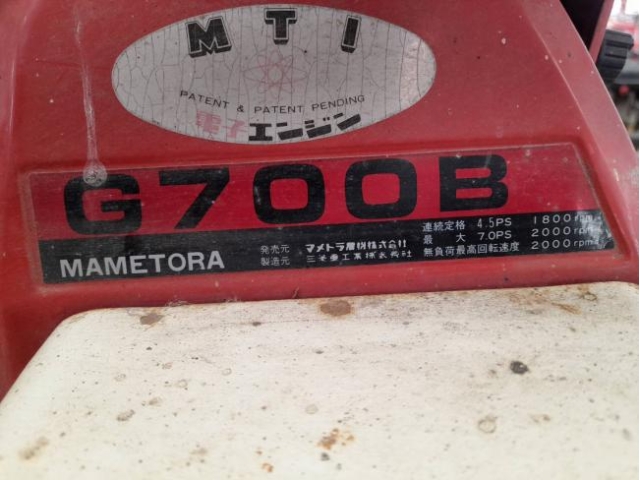 MTI
PATENT & PATENT PENDING
電子エンジン
G700B
MAMETORA
発売元 マメトラ農機株式会社
製造元 三菱重工業株式会社
連続定格 4.5PS 1800rpm
最大 7.0PS 2000rpm
無負荷最高回転速度 2000rpm